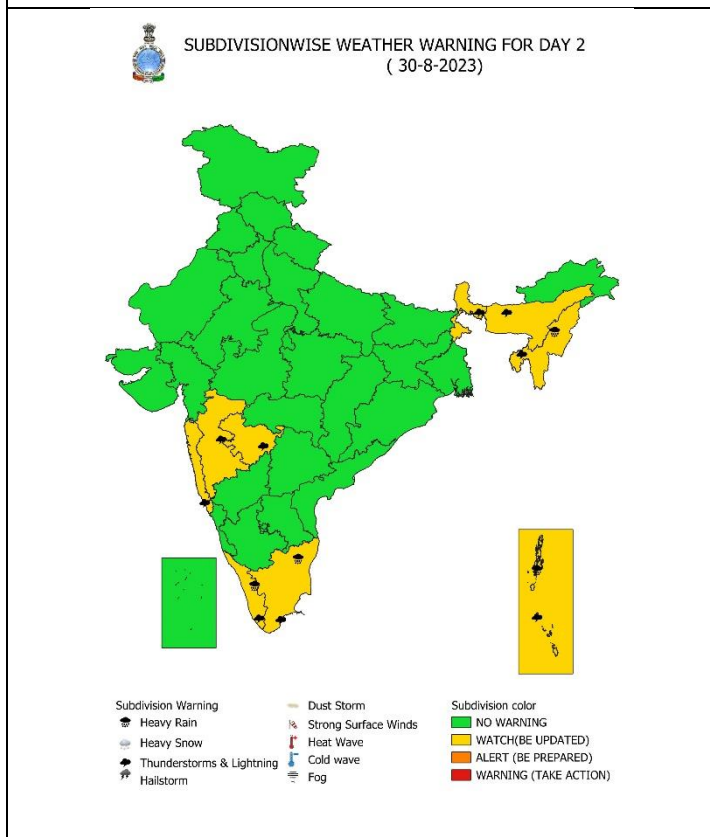 SUBDIVISIONWISE WEATHER WARNING FOR DAY 2
( 30-8-2023)
Subdivision Warning
Heavy Rain
Heavy Snow
Thunderstorms & Lightning
Hailstorm
Dust Storm
Strong Surface Winds
Heat Wave
Cold wave
Fog
Subdivision color
NO WARNING
WATCH(BE UPDATED)
ALERT (BE PREPARED)
WARNING (TAKE ACTION)